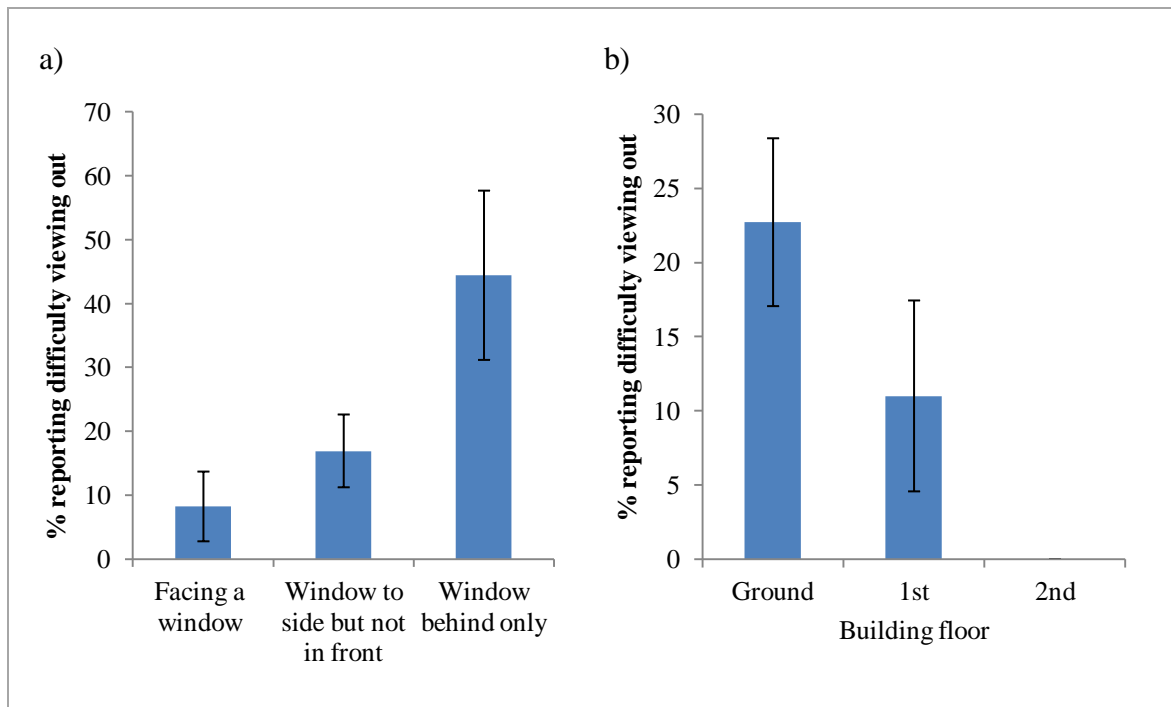 a)
% reporting difficulty viewing out
70
60
50
40
30
20
10
0
Facing a
window
Window to
side but not
in front
Window
behind only
b)
% reporting difficulty viewing out
30
25
20
15
10
5
0
Ground
1st
2nd
Building floor